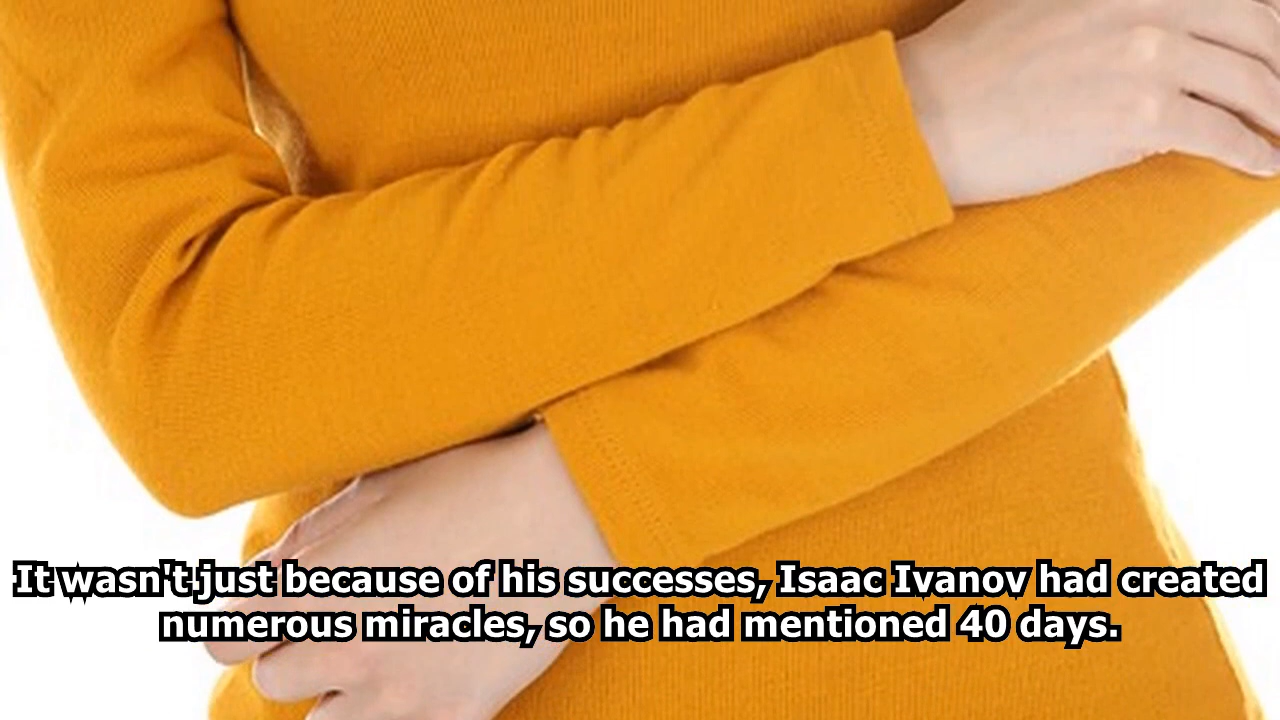 It wasn't just because of his successes, Isaac Ivanov had created
numerous miracles, so he had mentioned 40 days.